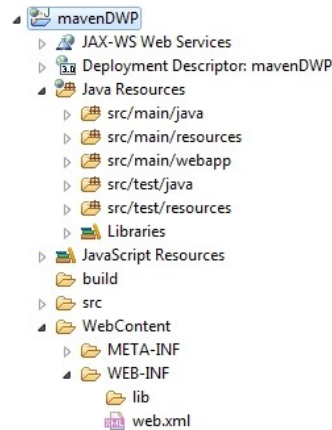 mavenDWP
JAX-WS Web Services
3.0 Deployment Descriptor: mavenDWP
Java Resources
src/main/java
src/main/resources
src/main/webapp
src/test/java
src/test/resources
Libraries
JavaScript Resources
build
src
WebContent
META-INF
WEB-INF
lib
web.xml